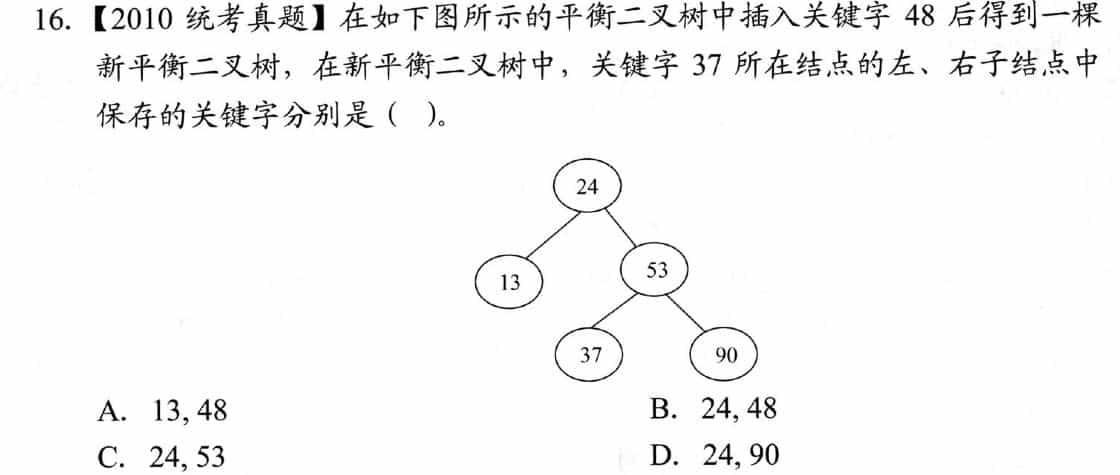 16. 【2010 统考真题】在如下图所示的平衡二叉树中插入关键字 48 后得到一棵
新平衡二叉树，在新平衡二叉树中，关键字 37 所在结点的左、右子结点中
保存的关键字分别是（　）。
24
13
53
37
90
A. 13, 48
B. 24, 48
C. 24, 53
D. 24, 90